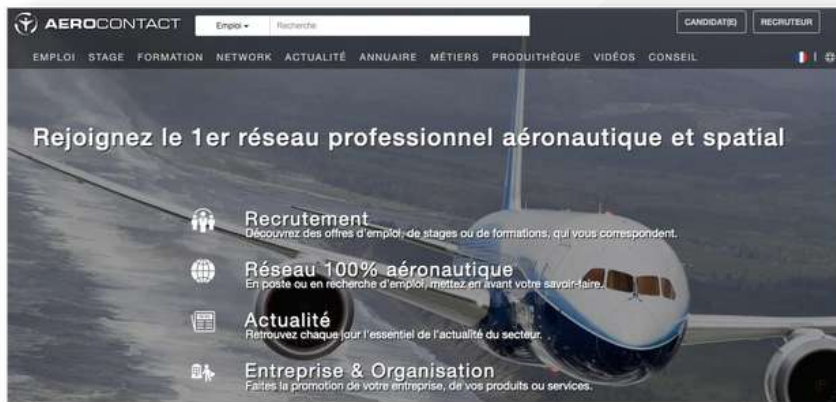 AEROCONTACT
Emploi
Recherche
CANDIDAT(E)
RECRUTEUR
EMPLOI STAGE FORMATION NETWORK ACTUALITÉ ANNUAIRE MÉTIERS PRODUITHÈQUE VIDÉOS CONSEIL
Rejoignez le 1er réseau professionnel aéronautique et spatial
Recrutement
Découvrez des offres d'emploi, de stages ou de formations, qui vous correspondent.
Réseau 100% aéronautique
En poste ou en recherche d'emploi, mettez en avant votre savoir-faire.
Actualité
Retrouvez chaque jour l'essentiel de l'actualité du secteur.
Entreprise & Organisation
Faites la promotion de votre entreprise, de vos produits ou services.